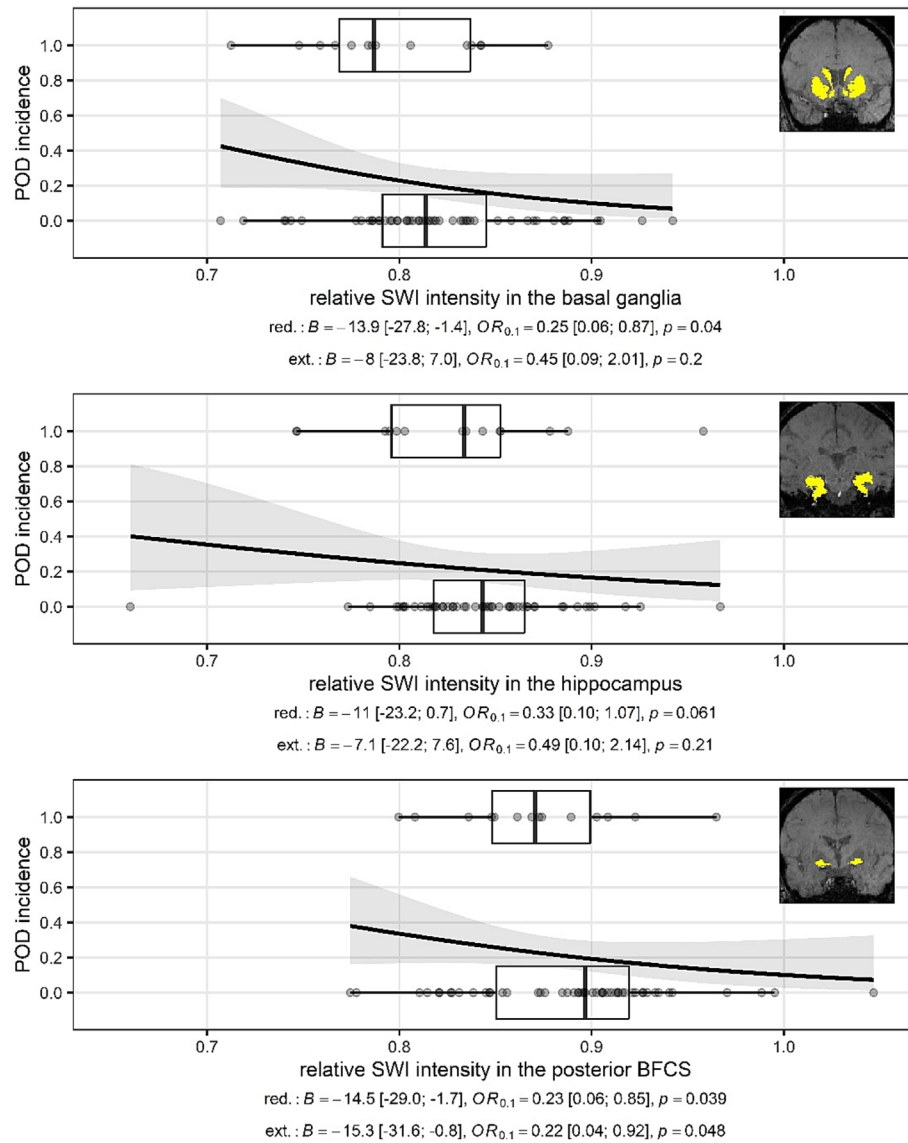 POD incidence
1.0
0.8
0.6
0.4
0.2
0.0
0.7 0.8 0.9 1.0
relative SWI intensity in the basal ganglia
red. : B = −13.9 [-27.8; -1.4], OR0.1 = 0.25 [0.06; 0.87], p = 0.04
ext. : B = −8 [-23.8; 7.0], OR0.1 = 0.45 [0.09; 2.01], p = 0.2
POD incidence
1.0
0.8
0.6
0.4
0.2
0.0
0.7 0.8 0.9 1.0
relative SWI intensity in the hippocampus
red. : B = −11 [-23.2; 0.7], OR0.1 = 0.33 [0.10; 1.07], p = 0.061
ext. : B = −7.1 [-22.2; 7.6], OR0.1 = 0.49 [0.10; 2.14], p = 0.21
POD incidence
1.0
0.8
0.6
0.4
0.2
0.0
0.7 0.8 0.9 1.0
relative SWI intensity in the posterior BFCS
red. : B = −14.5 [-29.0; -1.7], OR0.1 = 0.23 [0.06; 0.85], p = 0.039
ext. : B = −15.3 [-31.6; -0.8], OR0.1 = 0.22 [0.04; 0.92], p = 0.048